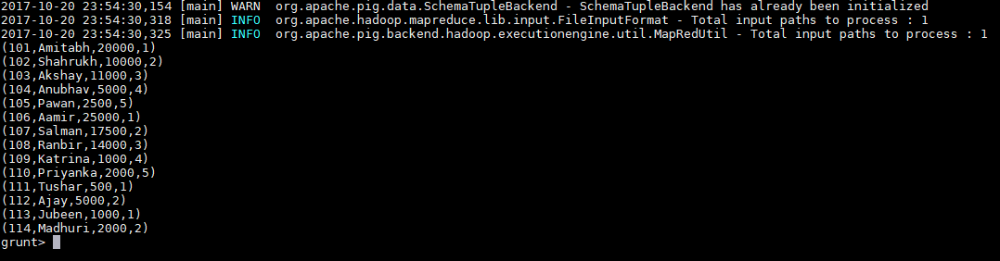 2017-10-20 23:54:30,154 [main] WARN  org.apache.pig.data.SchemaTupleBackend - SchemaTupleBackend has already been initialized
2017-10-20 23:54:30,318 [main] INFO  org.apache.hadoop.mapreduce.lib.input.FileInputFormat - Total input paths to process : 1
2017-10-20 23:54:30,325 [main] INFO  org.apache.pig.backend.hadoop.executionengine.util.MapRedUtil - Total input paths to process : 1
(101,Amitabh,20000,1)
(102,Shahrukh,10000,2)
(103,Akshay,11000,3)
(104,Anubhav,5000,4)
(105,Pawan,2500,5)
(106,Aamir,25000,1)
(107,Salman,17500,2)
(108,Ranbir,14000,3)
(109,Katrina,1000,4)
(110,Priyanka,2000,5)
(111,Tushar,500,1)
(112,Ajay,5000,2)
(113,Jubeen,1000,1)
(114,Madhuri,2000,2)
grunt>